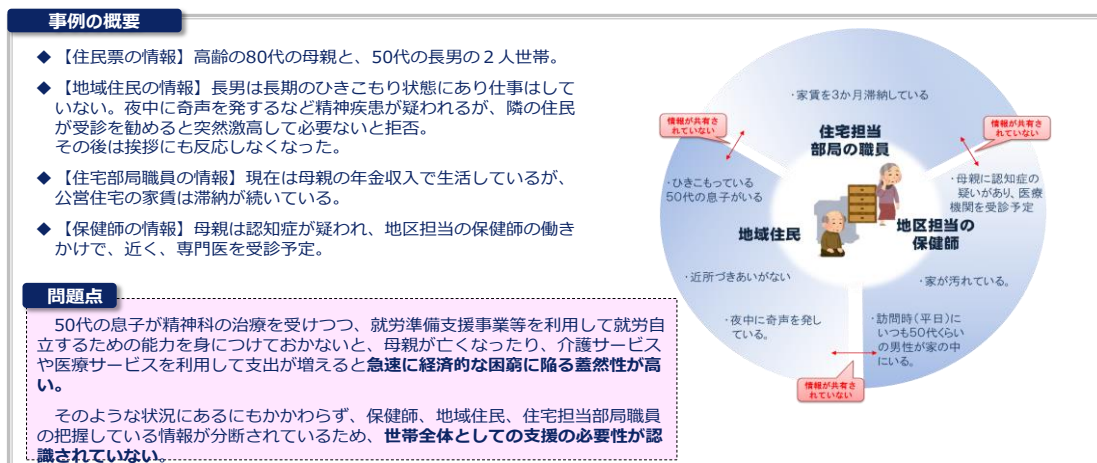 事例の概要
◆ 【住民票の情報】高齢の80代の母親と、50代の長男の２人世帯。
◆ 【地域住民の情報】長男は長期のひきこもり状態にあり仕事はして
いない。夜中に奇声を発するなど精神疾患が疑われるが、隣の住民
が受診を勧めると突然激高して必要ないと拒否。
その後は挨拶にも反応しなくなった。
◆ 【住宅部局職員の情報】現在は母親の年金収入で生活しているが、
公営住宅の家賃は滞納が続いている。
◆ 【保健師の情報】母親は認知症が疑われ、地区担当の保健師の働き
かけで、近く、専門医を受診予定。
問題点
50代の息子が精神科の治療を受けつつ、就労準備支援事業等を利用して就労自
立するための能力を身につけておかないと、母親が亡くなったり、介護サービス
や医療サービスを利用して支出が増えると急速に経済的な困窮に陥る蓋然性が高
い。
そのような状況にあるにもかかわらず、保健師、地域住民、住宅担当部局職員
の把握している情報が分断されているため、世帯全体としての支援の必要性が認
識されていない。
・家賃を3か月滞納している
情報が共有さ
れていない
住宅担当
部局の職員
情報が共有さ
れていない
・ひきこもっている
50代の息子がいる
・母親に認知症の
疑いがあり、医療
機関を受診予定
地域住民
地区担当の
保健師
・近所づきあいがない
・家が汚れている。
・夜中に奇声を発し
ている。
・訪問時（平日）に
いつも50代くらい
の男性が家の中
にいる。
情報が共有さ
れていない